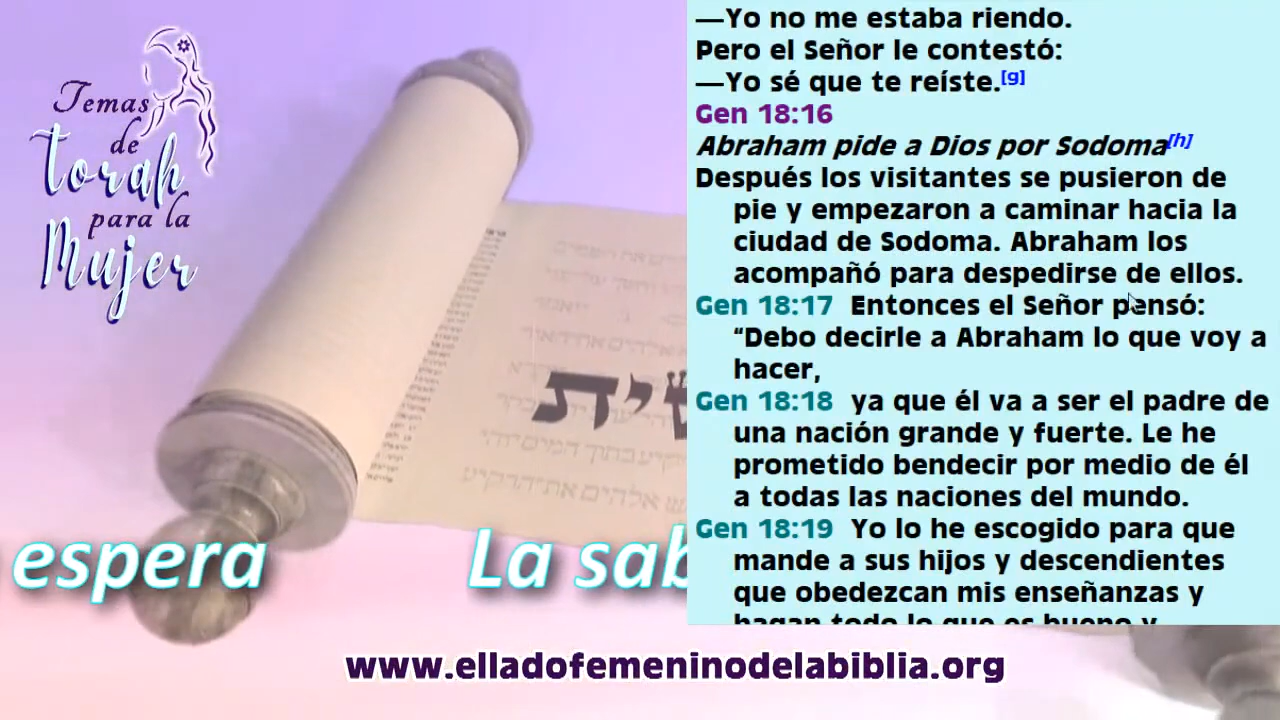 Temas
de
torah
para la
Mujer
—Yo no me estaba riendo.
Pero el Señor le contestó:
—Yo sé que te reíste.[g]
Gen 18:16
Abraham pide a Dios por Sodoma[h]
Después los visitantes se pusieron de
pie y empezaron a caminar hacia la
ciudad de Sodoma. Abraham los
acompañó para despedirse de ellos.
Gen 18:17 Entonces el Señor pensó:
“Debo decirle a Abraham lo que voy a
hacer,
Gen 18:18 ya que él va a ser el padre de
una nación grande y fuerte. Le he
prometido bendecir por medio de él
a todas las naciones del mundo.
Gen 18:19 Yo lo he escogido para que
mande a sus hijos y descendientes
que obedezcan mis enseñanzas y
hagan todo lo que es bueno y
espera La sab
www.elladofemeninodelabiblia.org